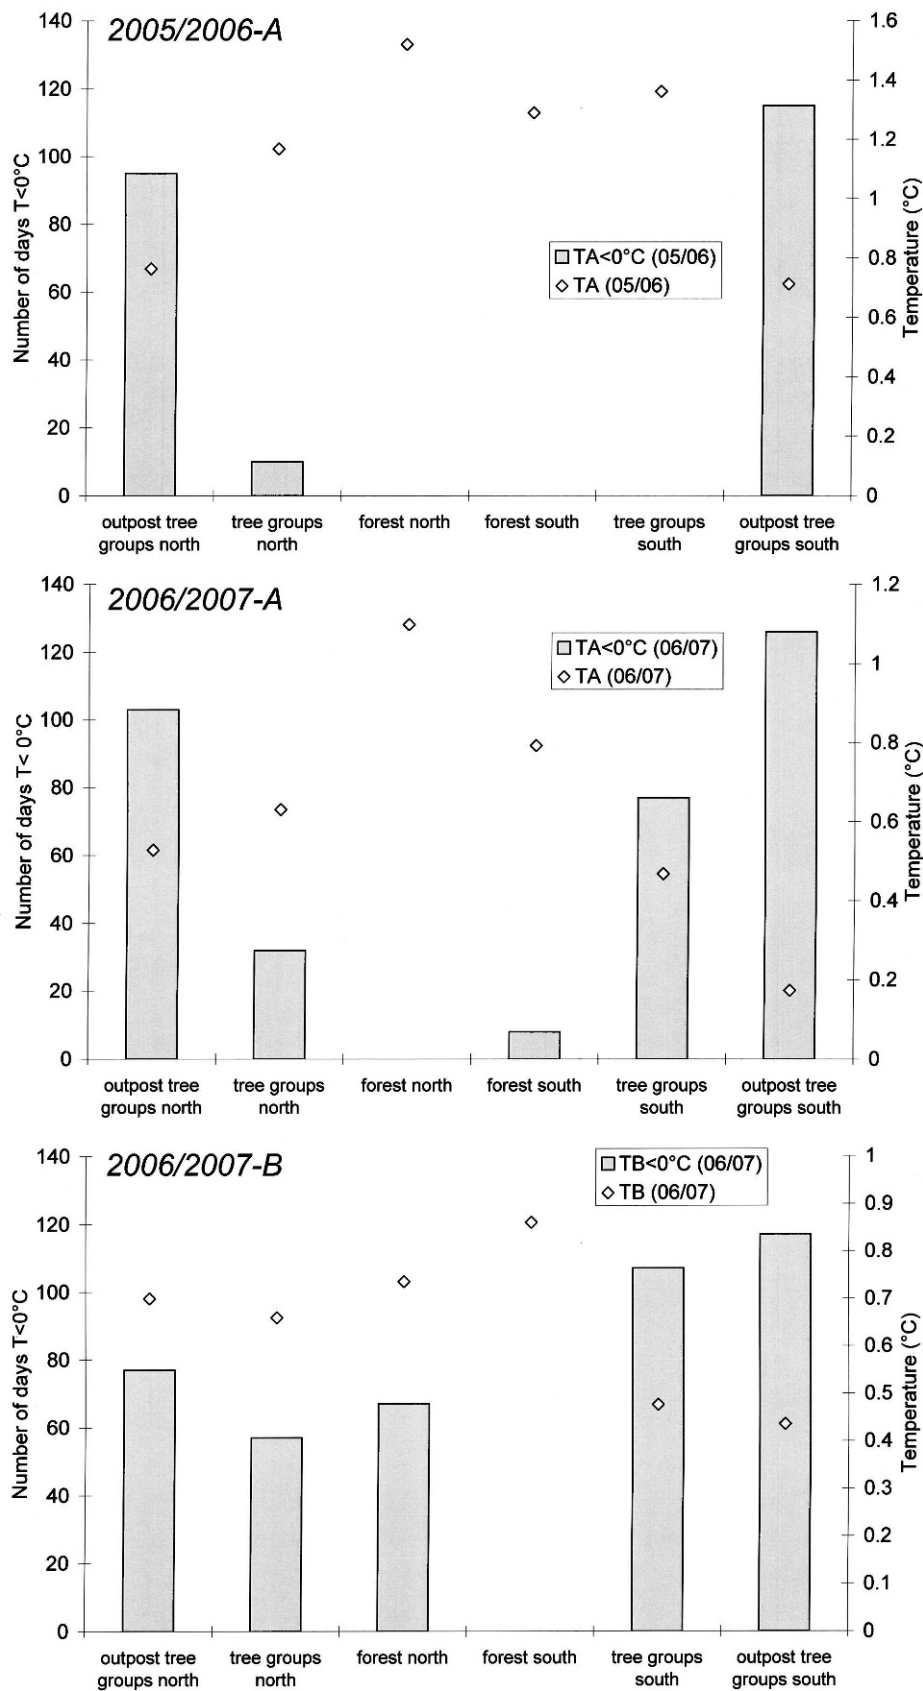 2005/2006-A
Number of days T<0°C
140
120
100
80
60
40
20
0
1.6
1.4
1.2
1
0.8
0.6
0.4
0.2
0
Temperature (°C)
TA<0°C (05/06)
TA (05/06)
outpost tree
groups north
tree groups
north
forest north
forest south
tree groups
south
outpost tree
groups south
2006/2007-A
Number of days T< 0°C
140
120
100
80
60
40
20
0
1.2
1
0.8
0.6
0.4
0.2
0
Temperature (°C)
TA<0°C (06/07)
TA (06/07)
outpost tree
groups north
tree groups
north
forest north
forest south
tree groups
south
outpost tree
groups south
2006/2007-B
Number of days T<0°C
140
120
100
80
60
40
20
0
1
0.9
0.8
0.7
0.6
0.5
0.4
0.3
0.2
0.1
0
Temperature (°C)
TB<0°C (06/07)
TB (06/07)
outpost tree
groups north
tree groups
north
forest north
forest south
tree groups
south
outpost tree
groups south